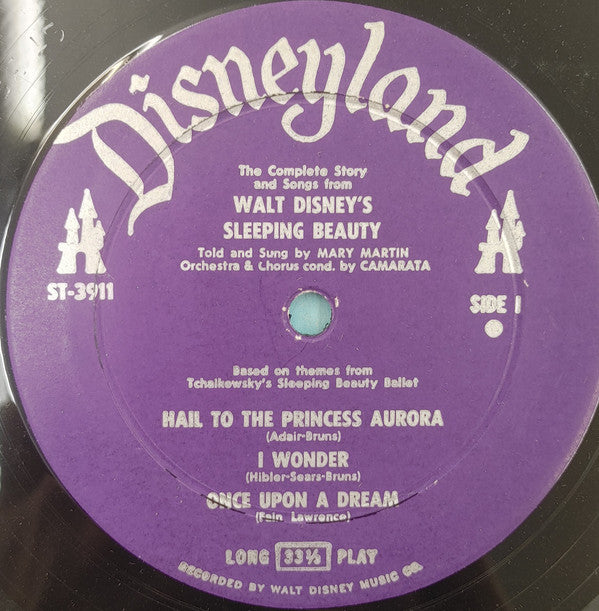 Disneyland
The Complete Story
and Songs from
WALT DISNEY'S
SLEEPING BEAUTY
Told and Sung by MARY MARTIN
Orchestra & Chorus cond. by CAMARATA
ST-3911
SIDE I
Based on themes from
Tchaikowsky's Sleeping Beauty Ballet
HAIL TO THE PRINCESS AURORA
(Adair-Bruns)
I WONDER
(Hibler-Sears-Bruns)
ONCE UPON A DREAM
(Fain Lawrence)
LONG 33⅓ PLAY
RECORDED BY WALT DISNEY MUSIC CO.